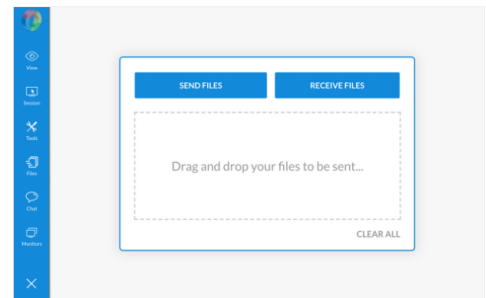 View
Session
Tools
Files
Chat
Monitors
SEND FILES
RECEIVE FILES
Drag and drop your files to be sent...
CLEAR ALL